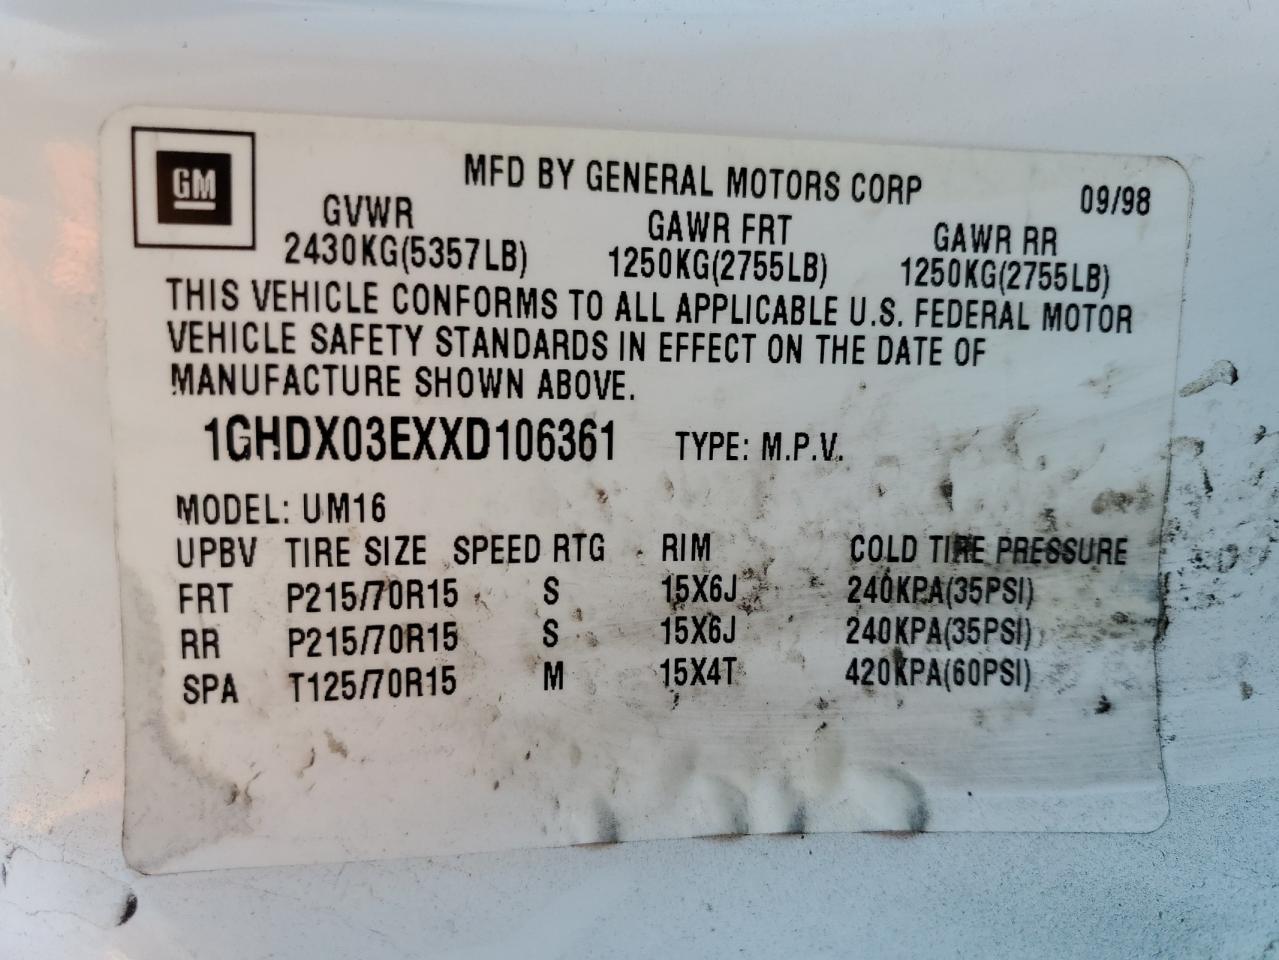 GM
MFD BY GENERAL MOTORS CORP 09/98
GVWR GAWR FRT GAWR RR
2430KG(5357LB) 1250KG(2755LB) 1250KG(2755LB)
THIS VEHICLE CONFORMS TO ALL APPLICABLE U.S. FEDERAL MOTOR
VEHICLE SAFETY STANDARDS IN EFFECT ON THE DATE OF
MANUFACTURE SHOWN ABOVE.
1GHDX03EXXD106361 TYPE: M.P.V.
MODEL: UM16
UPBV TIRE SIZE SPEED RTG RIM COLD TIRE PRESSURE
FRT P215/70R15 S 15X6J 240KPA(35PSI)
RR P215/70R15 S 15X6J 240KPA(35PSI)
SPA T125/70R15 M 15X4T 420KPA(60PSI)